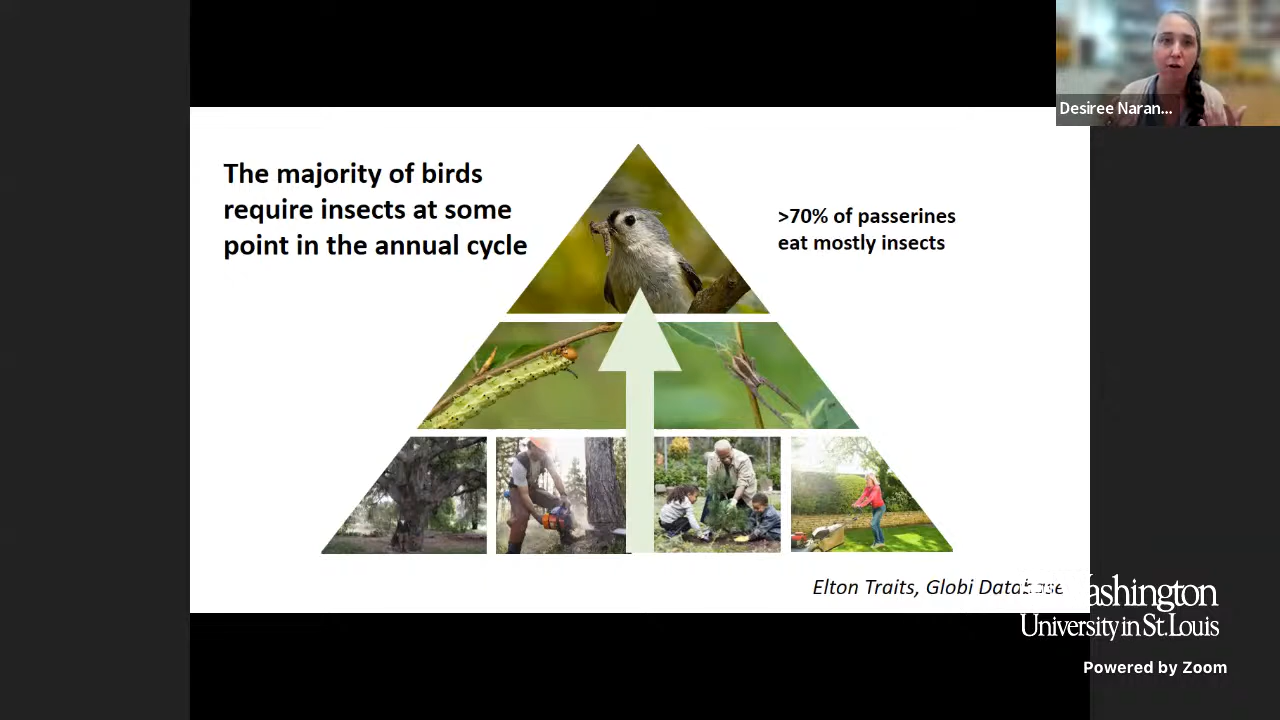 Desiree Naran...
The majority of birds
require insects at some
point in the annual cycle
>70% of passerines
eat mostly insects
Elton Traits, Globi Database
Washington
University in St. Louis
Powered by Zoom